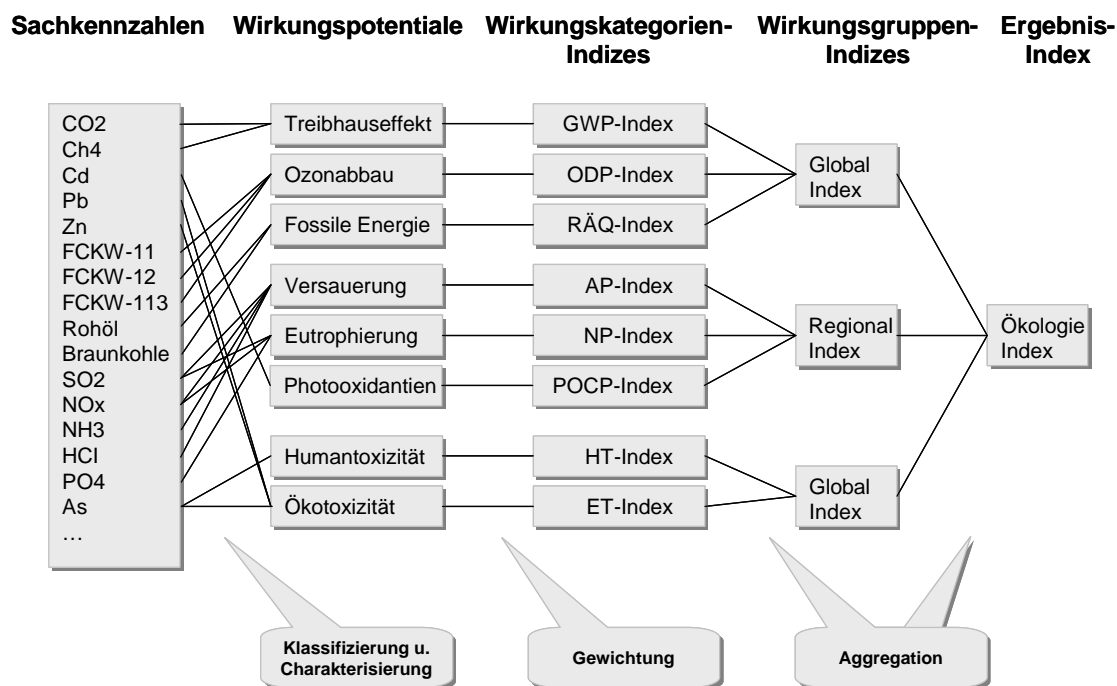 Sachkennzahlen
Wirkungspotentiale
Wirkungskategorien-
Indizes
Wirkungsgruppen-
Indizes
Ergebnis-
Index
CO2
Ch4
Cd
Pb
Zn
FCKW-11
FCKW-12
FCKW-113
Rohöl
Braunkohle
SO2
NOx
NH3
HCl
PO4
As
…
Treibhauseffekt
Ozonabbau
Fossile Energie
Versauerung
Eutrophierung
Photooxidantien
Humantoxizität
Ökotoxizität
GWP-Index
ODP-Index
RÄQ-Index
AP-Index
NP-Index
POCP-Index
HT-Index
ET-Index
Global
Index
Regional
Index
Global
Index
Ökologie
Index
Klassifizierung u.
Charakterisierung
Gewichtung
Aggregation